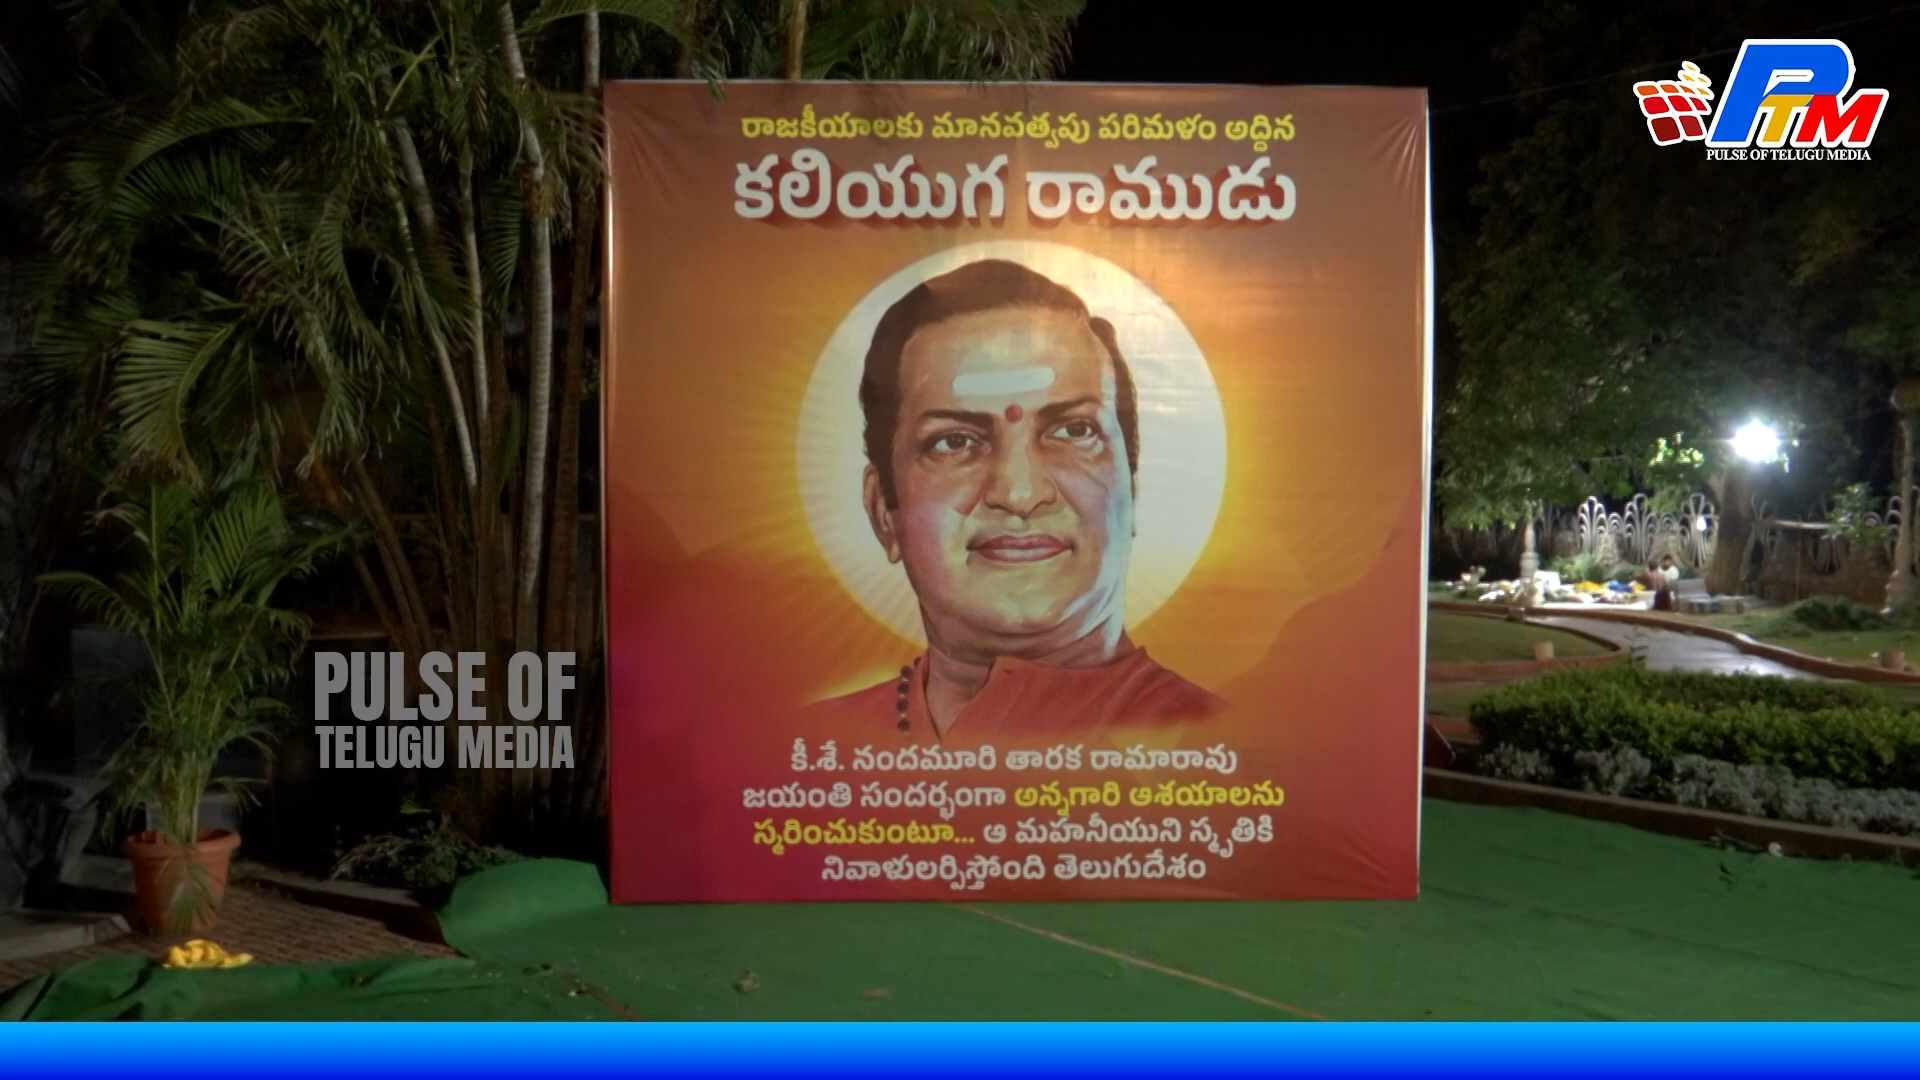 రాజకీయాలకు మానవత్వపు పరిమళం అద్దిన
కలియుగ రాముడు
కీ.శే. నందమూరి తారక రామారావు
జయంతి సందర్భంగా అన్నగారి ఆశయాలను
స్మరించుకుంటూ... ఆ మహనీయుని స్మృతికి
నివాళులర్పిస్తోంది తెలుగుదేశం
PTM
PULSE OF TELUGU MEDIA
PULSE OF
TELUGU MEDIA